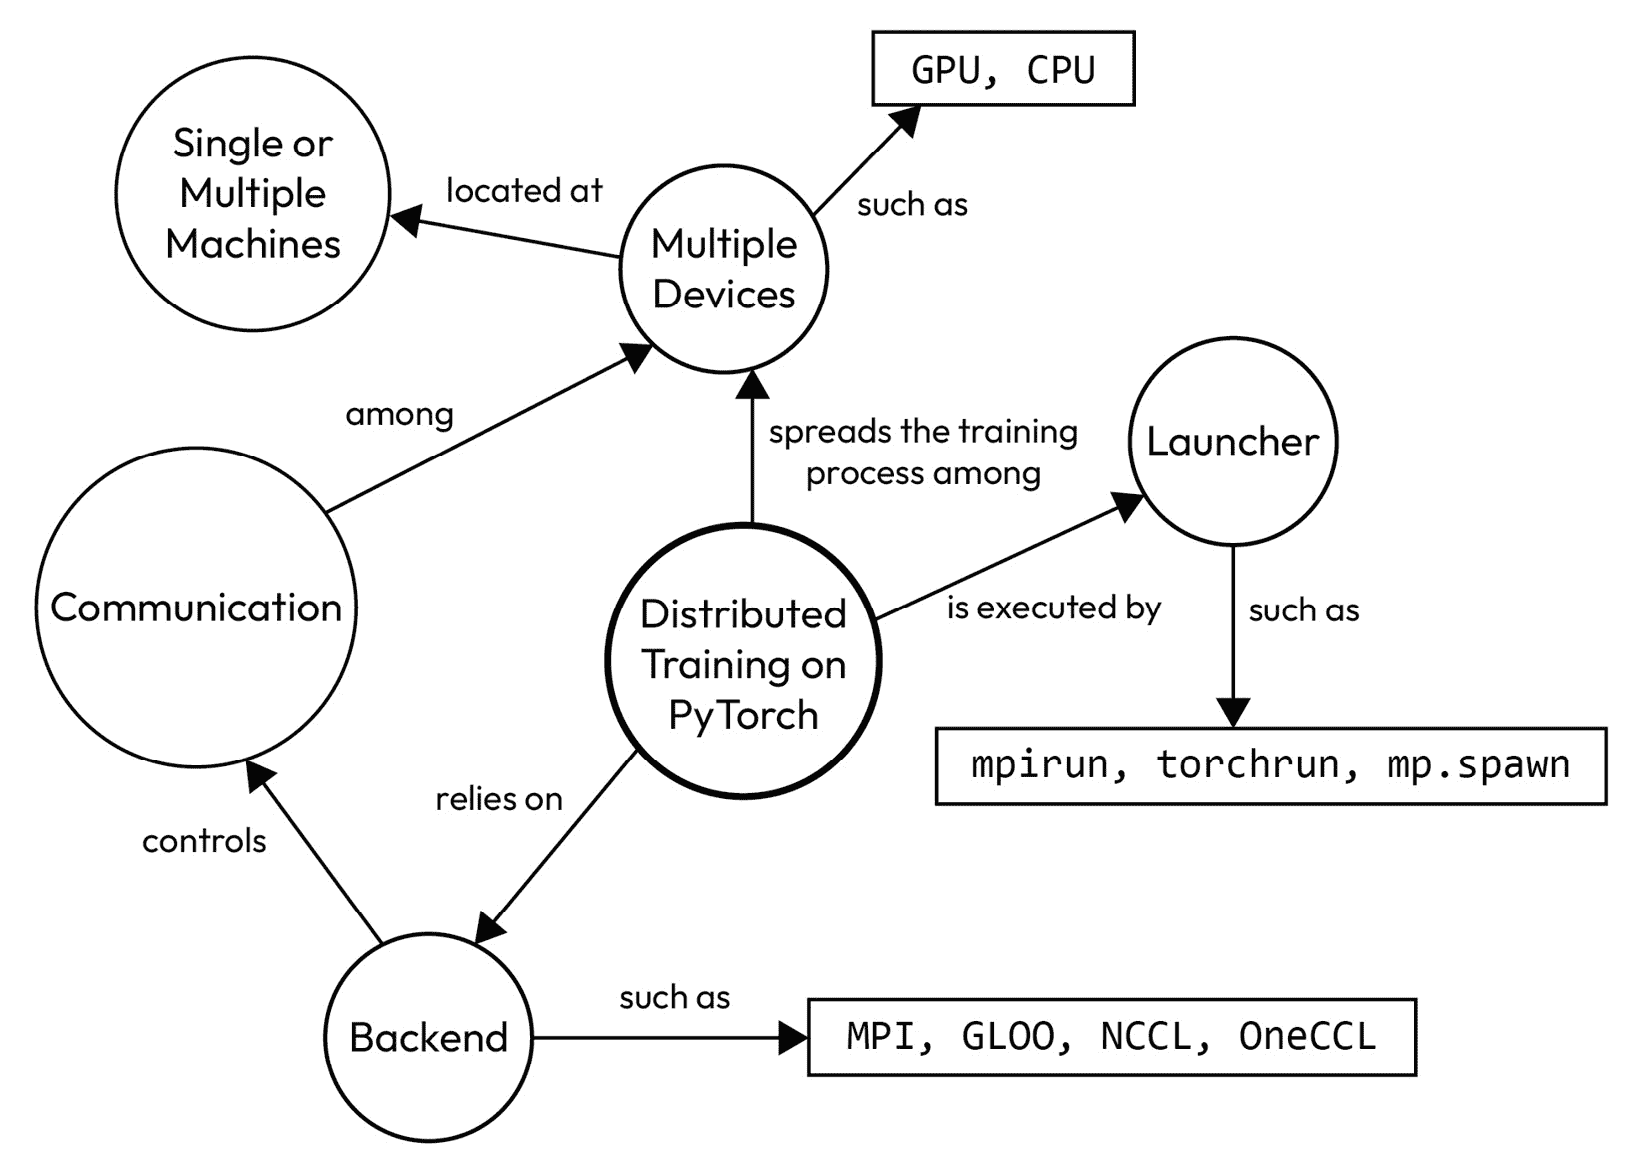 GPU, CPU
Single or
Multiple
Machines
located at
such as
Multiple
Devices
among
spreads the training
process among
Launcher
Communication
Distributed
Training on
PyTorch
is executed by
such as
mpirun, torchrun, mp.spawn
relies on
controls
Backend
such as
MPI, GLOO, NCCL, OneCCL